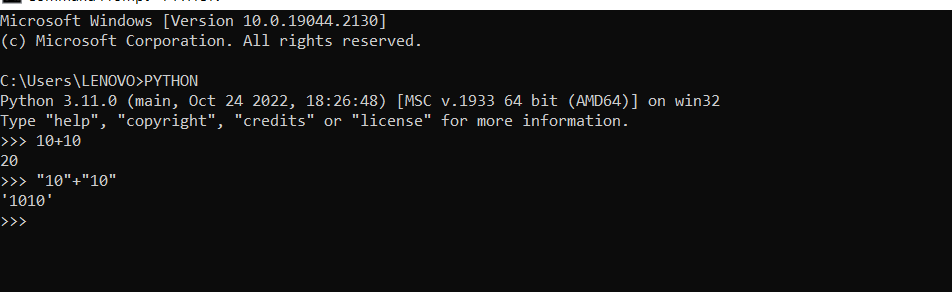 Microsoft Windows [Version 10.0.19044.2130]
(c) Microsoft Corporation. All rights reserved.
C:\Users\LENOVO>PYTHON
Python 3.11.0 (main, Oct 24 2022, 18:26:48) [MSC v.1933 64 bit (AMD64)] on win32
Type "help", "copyright", "credits" or "license" for more information.
>>> 10+10
20
>>> "10"+"10"
'1010'
>>>